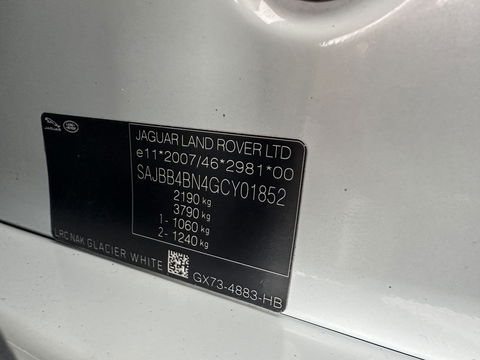 JAGUAR LAND ROVER LTD
e11*2007/46*2981*00
SAJBB4BN4GCY01852
2190 kg
3790 kg
1- 1060 kg
2- 1240 kg
LRC NAK GLACIER WHITE
GX73-4883-HB
JAGUAR